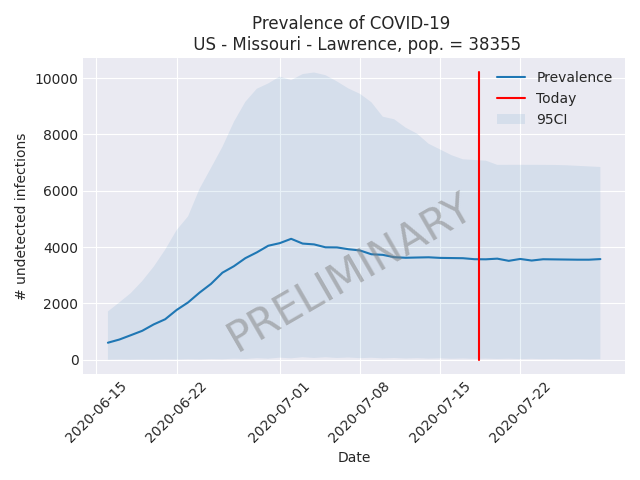 Prevalence of COVID-19
US - Missouri - Lawrence, pop. = 38355
10000
8000
6000
4000
2000
0
# undetected infections
Prevalence
Today
95CI
PRELIMINARY
2020-06-15
2020-06-22
2020-07-01
2020-07-08
2020-07-15
2020-07-22
Date